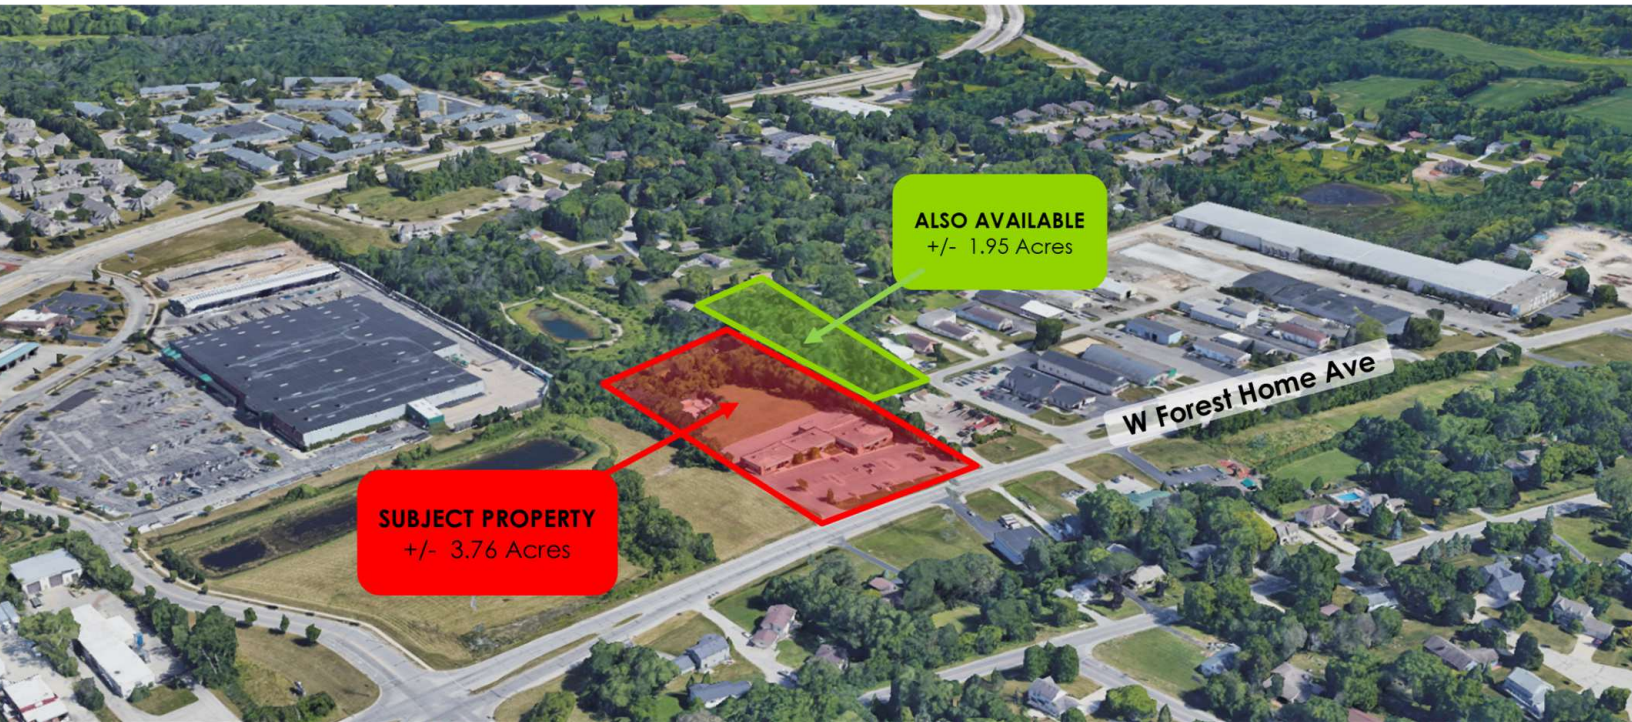 ALSO AVAILABLE
+/- 1.95 Acres
W Forest Home Ave
SUBJECT PROPERTY
+/- 3.76 Acres